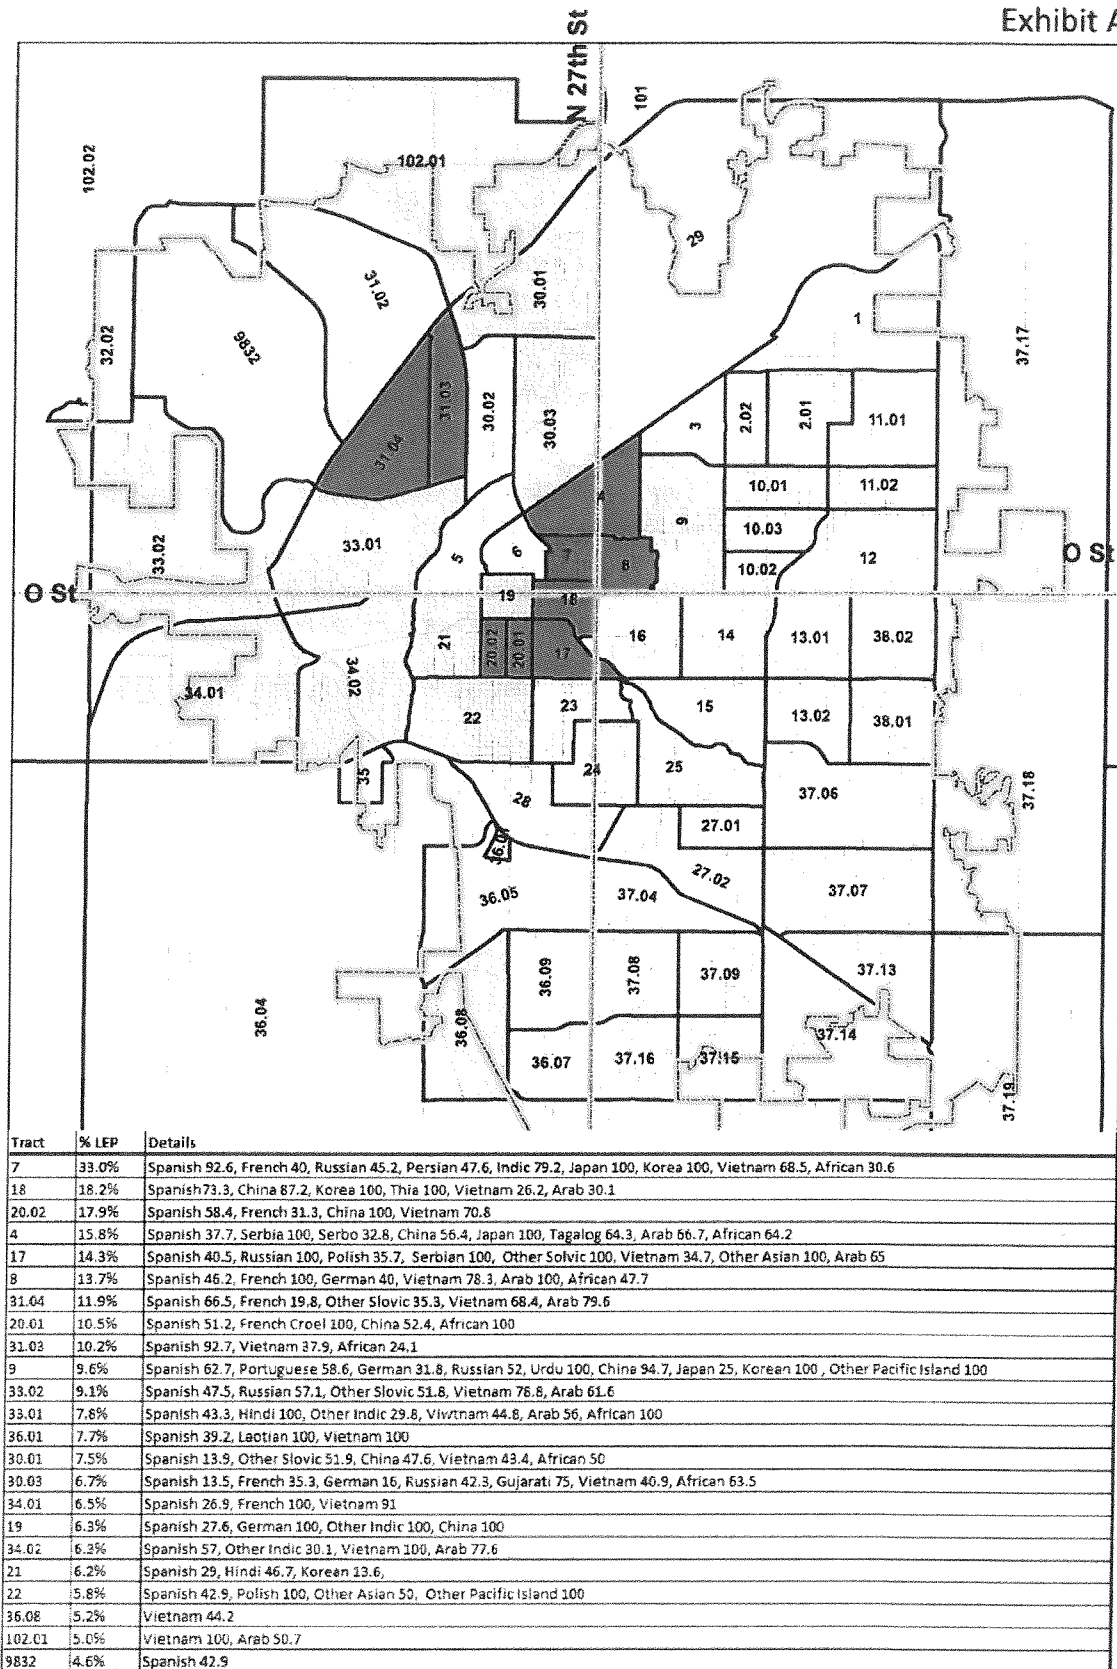 Exhibit A
N 27th St
101
102.02
102.01
29
31.02
30.01
1
32.02
9832
37.17
31.03
30.02
30.03
3
2.02
2.01
11.01
31.04
4
10.01
11.02
9
33.02
33.01
5
6
7
8
10.03
10.02
12
O St
O St
19
18
21
20.02
20.01
17
16
14
13.01
38.02
34.01
34.02
22
23
15
13.02
38.01
35
24
25
28
37.06
37.18
27.01
36.01
36.05
37.04
27.02
37.07
36.04
36.08
36.09
37.08
37.09
37.13
36.07
37.16
37.15
37.14
37.19
Tract % LEP Details
7 33.0% Spanish 92.6, French 40, Russian 45.2, Persian 47.6, Indic 79.2, Japan 100, Korea 100, Vietnam 68.5, African 30.6
18 18.2% Spanish73.3, China 87.2, Korea 100, Thia 100, Vietnam 26.2, Arab 30.1
20.02 17.9% Spanish 58.4, French 31.3, China 100, Vietnam 70.8
4 15.8% Spanish 37.7, Serbia 100, Serbo 32.8, China 56.4, Japan 100, Tagalog 64.3, Arab 66.7, African 64.2
17 14.3% Spanish 40.5, Russian 100, Polish 35.7, Serbian 100, Other Solvic 100, Vietnam 34.7, Other Asian 100, Arab 65
8 13.7% Spanish 46.2, French 100, German 40, Vietnam 78.3, Arab 100, African 47.7
31.04 11.9% Spanish 66.5, French 19.8, Other Slovic 35.3, Vietnam 68.4, Arab 79.6
20.01 10.5% Spanish 51.2, French Croel 100, China 52.4, African 100
31.03 10.2% Spanish 92.7, Vietnam 37.9, African 24.1
9 9.6% Spanish 62.7, Portuguese 58.6, German 31.8, Russian 52, Urdu 100, China 94.7, Japan 25, Korean 100 , Other Pacific Island 100
33.02 9.1% Spanish 47.5, Russian 57.1, Other Slovic 51.8, Vietnam 76.8, Arab 61.6
33.01 7.8% Spanish 43.3, Hindi 100, Other Indic 29.8, Viwtnam 44.8, Arab 56, African 100
36.01 7.7% Spanish 39.2, Laotian 100, Vietnam 100
30.01 7.5% Spanish 13.9, Other Slovic 51.9, China 47.6, Vietnam 43.4, African 50
30.03 6.7% Spanish 13.5, French 35.3, German 16, Russian 42.3, Gujarati 75, Vietnam 40.9, African 63.5
34.01 6.5% Spanish 26.9, French 100, Vietnam 91
19 6.3% Spanish 27.6, German 100, Other Indic 100, China 100
34.02 6.3% Spanish 57, Other Indic 30.1, Vietnam 100, Arab 77.6
21 6.2% Spanish 29, Hindi 46.7, Korean 13.6,
22 5.8% Spanish 42.9, Polish 100, Other Asian 50, Other Pacific Island 100
36.08 5.2% Vietnam 44.2
102.01 5.0% Vietnam 100, Arab 50.7
9832 4.6% Spanish 42.9